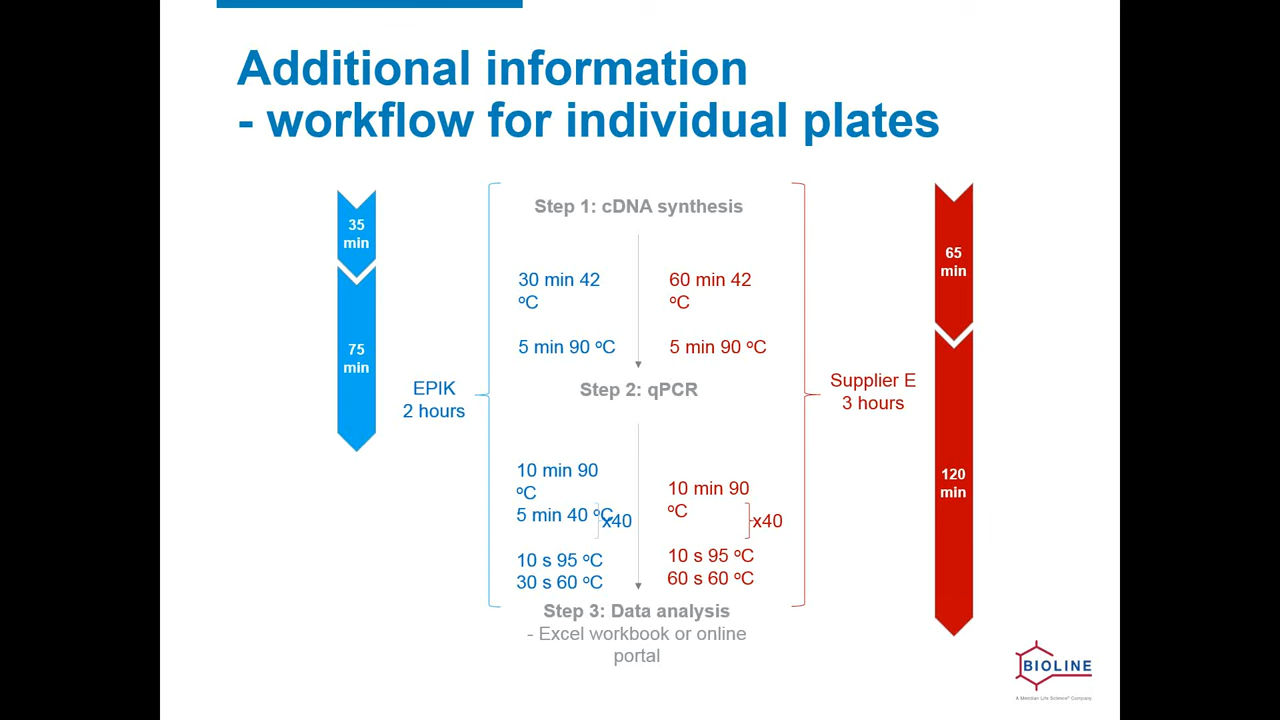 Additional information
- workflow for individual plates
35
min
75
min
EPIK
2 hours
Step 1: cDNA synthesis
30 min 42
ºC
5 min 90 ºC
60 min 42
ºC
5 min 90 ºC
Step 2: qPCR
10 min 90
ºC
5 min 40 ºC
x40
10 s 95 ºC
30 s 60 ºC
10 min 90
ºC
x40
10 s 95 ºC
60 s 60 ºC
Step 3: Data analysis
- Excel workbook or online
portal
Supplier E
3 hours
65
min
120
min
BIOLINE
A Meridian Life Science® Company